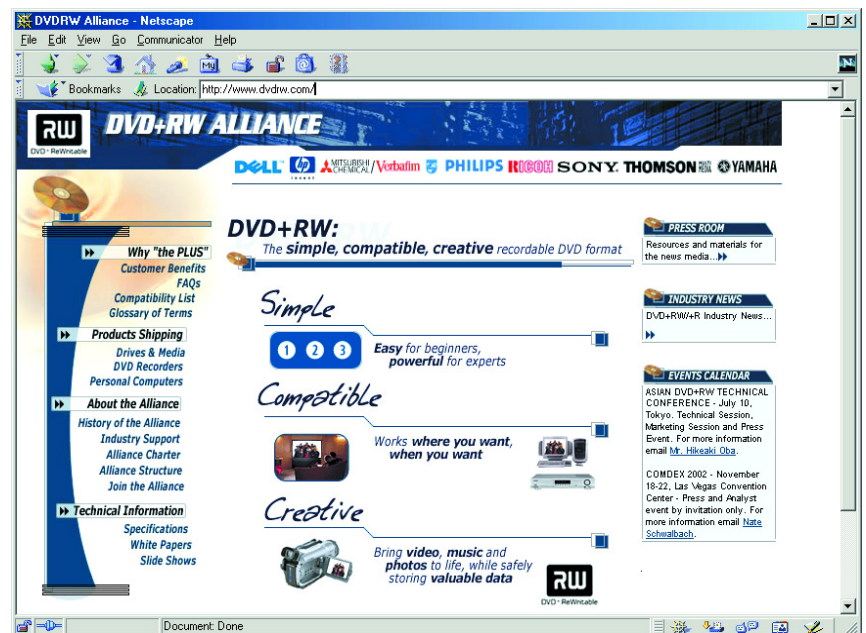 DVDRW Alliance - Netscape
File Edit View Go Communicator Help
My
N
Bookmarks Location: http://www.dvdrw.com/
RW
DVD+ReWritable
DVD+RW ALLIANCE
DELL hp invent MITSUBISHI CHEMICAL/Verbatim PHILIPS RICOH SONY. THOMSON YAMAHA
Why "the PLUS"
Customer Benefits
FAQs
Compatibility List
Glossary of Terms
Products Shipping
Drives & Media
DVD Recorders
Personal Computers
About the Alliance
History of the Alliance
Industry Support
Alliance Charter
Alliance Structure
Join the Alliance
Technical Information
Specifications
White Papers
Slide Shows
DVD+RW:
The simple, compatible, creative recordable DVD format
Simple
1 2 3
Easy for beginners,
powerful for experts
Compatible
Works where you want,
when you want
Creative
Bring video, music and
photos to life, while safely
storing valuable data
RW
DVD+ReWritable
PRESS ROOM
Resources and materials for
the news media...
INDUSTRY NEWS
DVD+RW/+R Industry News...
EVENTS CALENDAR
ASIAN DVD+RW TECHNICAL
CONFERENCE - July 10,
Tokyo. Technical Session,
Marketing Session and Press
Event. For more information
email Mr. Hikeaki Oba.
COMDEX 2002 - November
18-22, Las Vegas Convention
Center - Press and Analyst
event by invitation only. For
more information email Nate
Schwalbach.
Document: Done